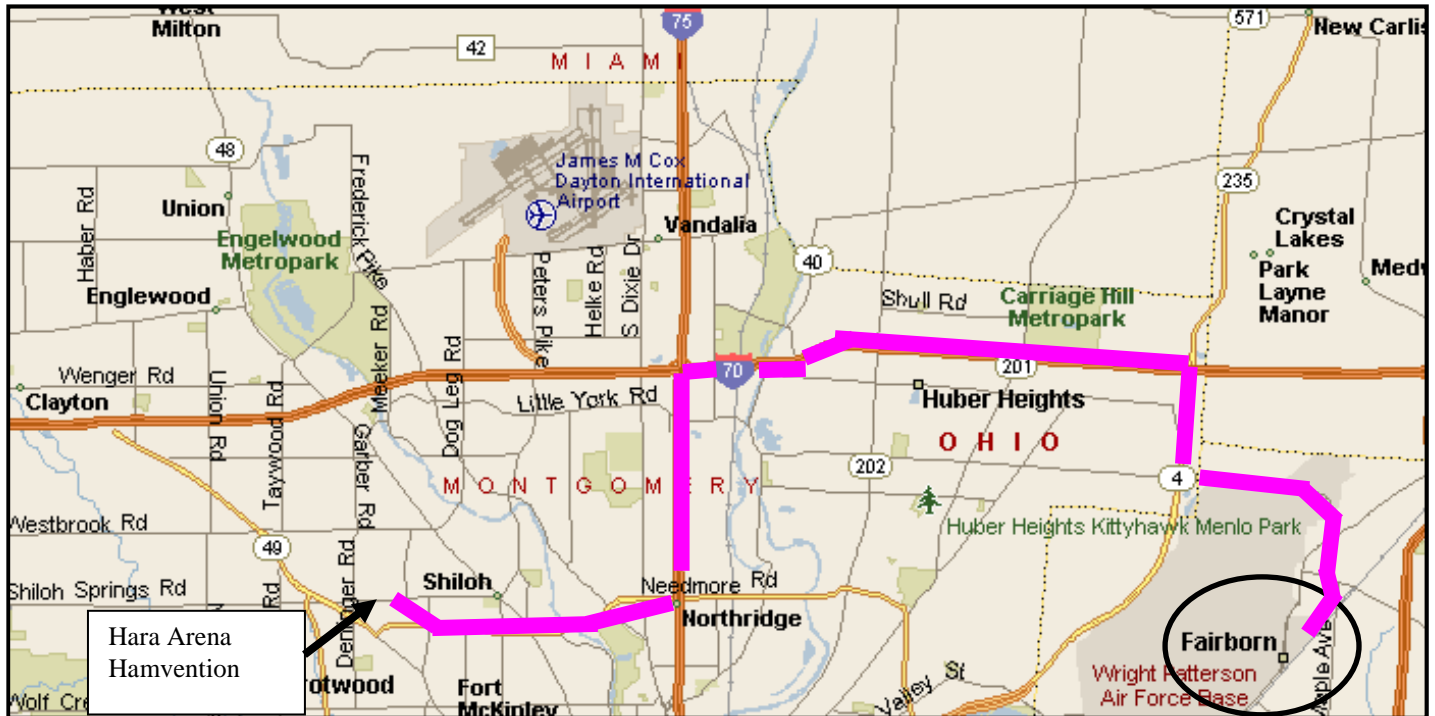 West
Milton
42
75
571
New Carlis
M I A M I
48
James M Cox
Dayton International
Airport
235
Union
Haber Rd
Frederick Pike
Engelwood
Metropark
Vandalia
Crystal
Lakes
40
Park
Layne
Manor
Medw
Englewood
Peters Pike
Helke Rd
S Dixie Dr
Shull Rd
Carriage Hill
Metropark
Meeker Rd
Dog Leg Rd
Wenger Rd
70
201
Clayton
Union Rd
Taywood Rd
Little York Rd
Huber Heights
Garber Rd
O H I O
202
4
M O N T G O M E R Y
Westbrook Rd
Huber Heights Kittyhawk Menlo Park
49
Shiloh Springs Rd
Rd
Shiloh
Needmore Rd
Northridge
Hara Arena
Hamvention
Fairborn
Wright Patterson
Air Force Base
Fort
McKinley
Valley St